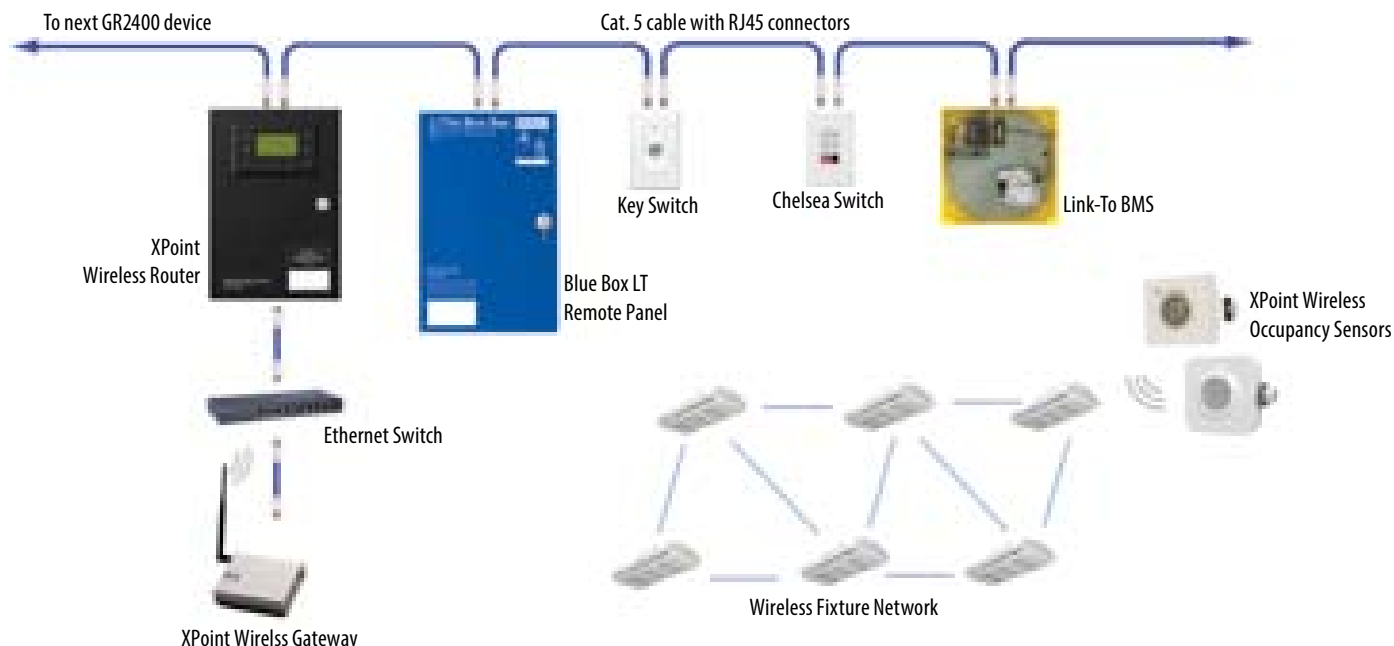 To next GR2400 device
Cat. 5 cable with RJ45 connectors
XPoint
Wireless Router
Blue Box LT
Remote Panel
Key Switch
Chelsea Switch
Link-To BMS
XPoint Wireless
Occupancy Sensors
Ethernet Switch
Wireless Fixture Network
XPoint Wirelss Gateway